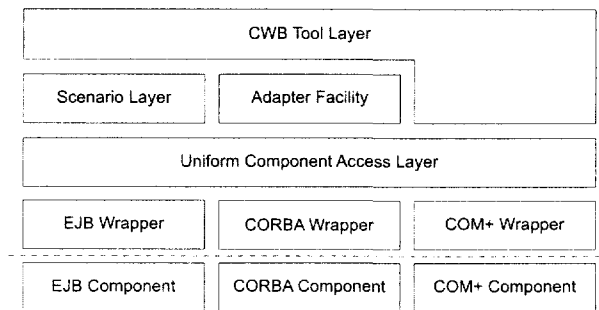 CWB Tool Layer
Scenario Layer
Adapter Facility
Uniform Component Access Layer
EJB Wrapper
CORBA Wrapper
COM+ Wrapper
EJB Component
CORBA Component
COM+ Component